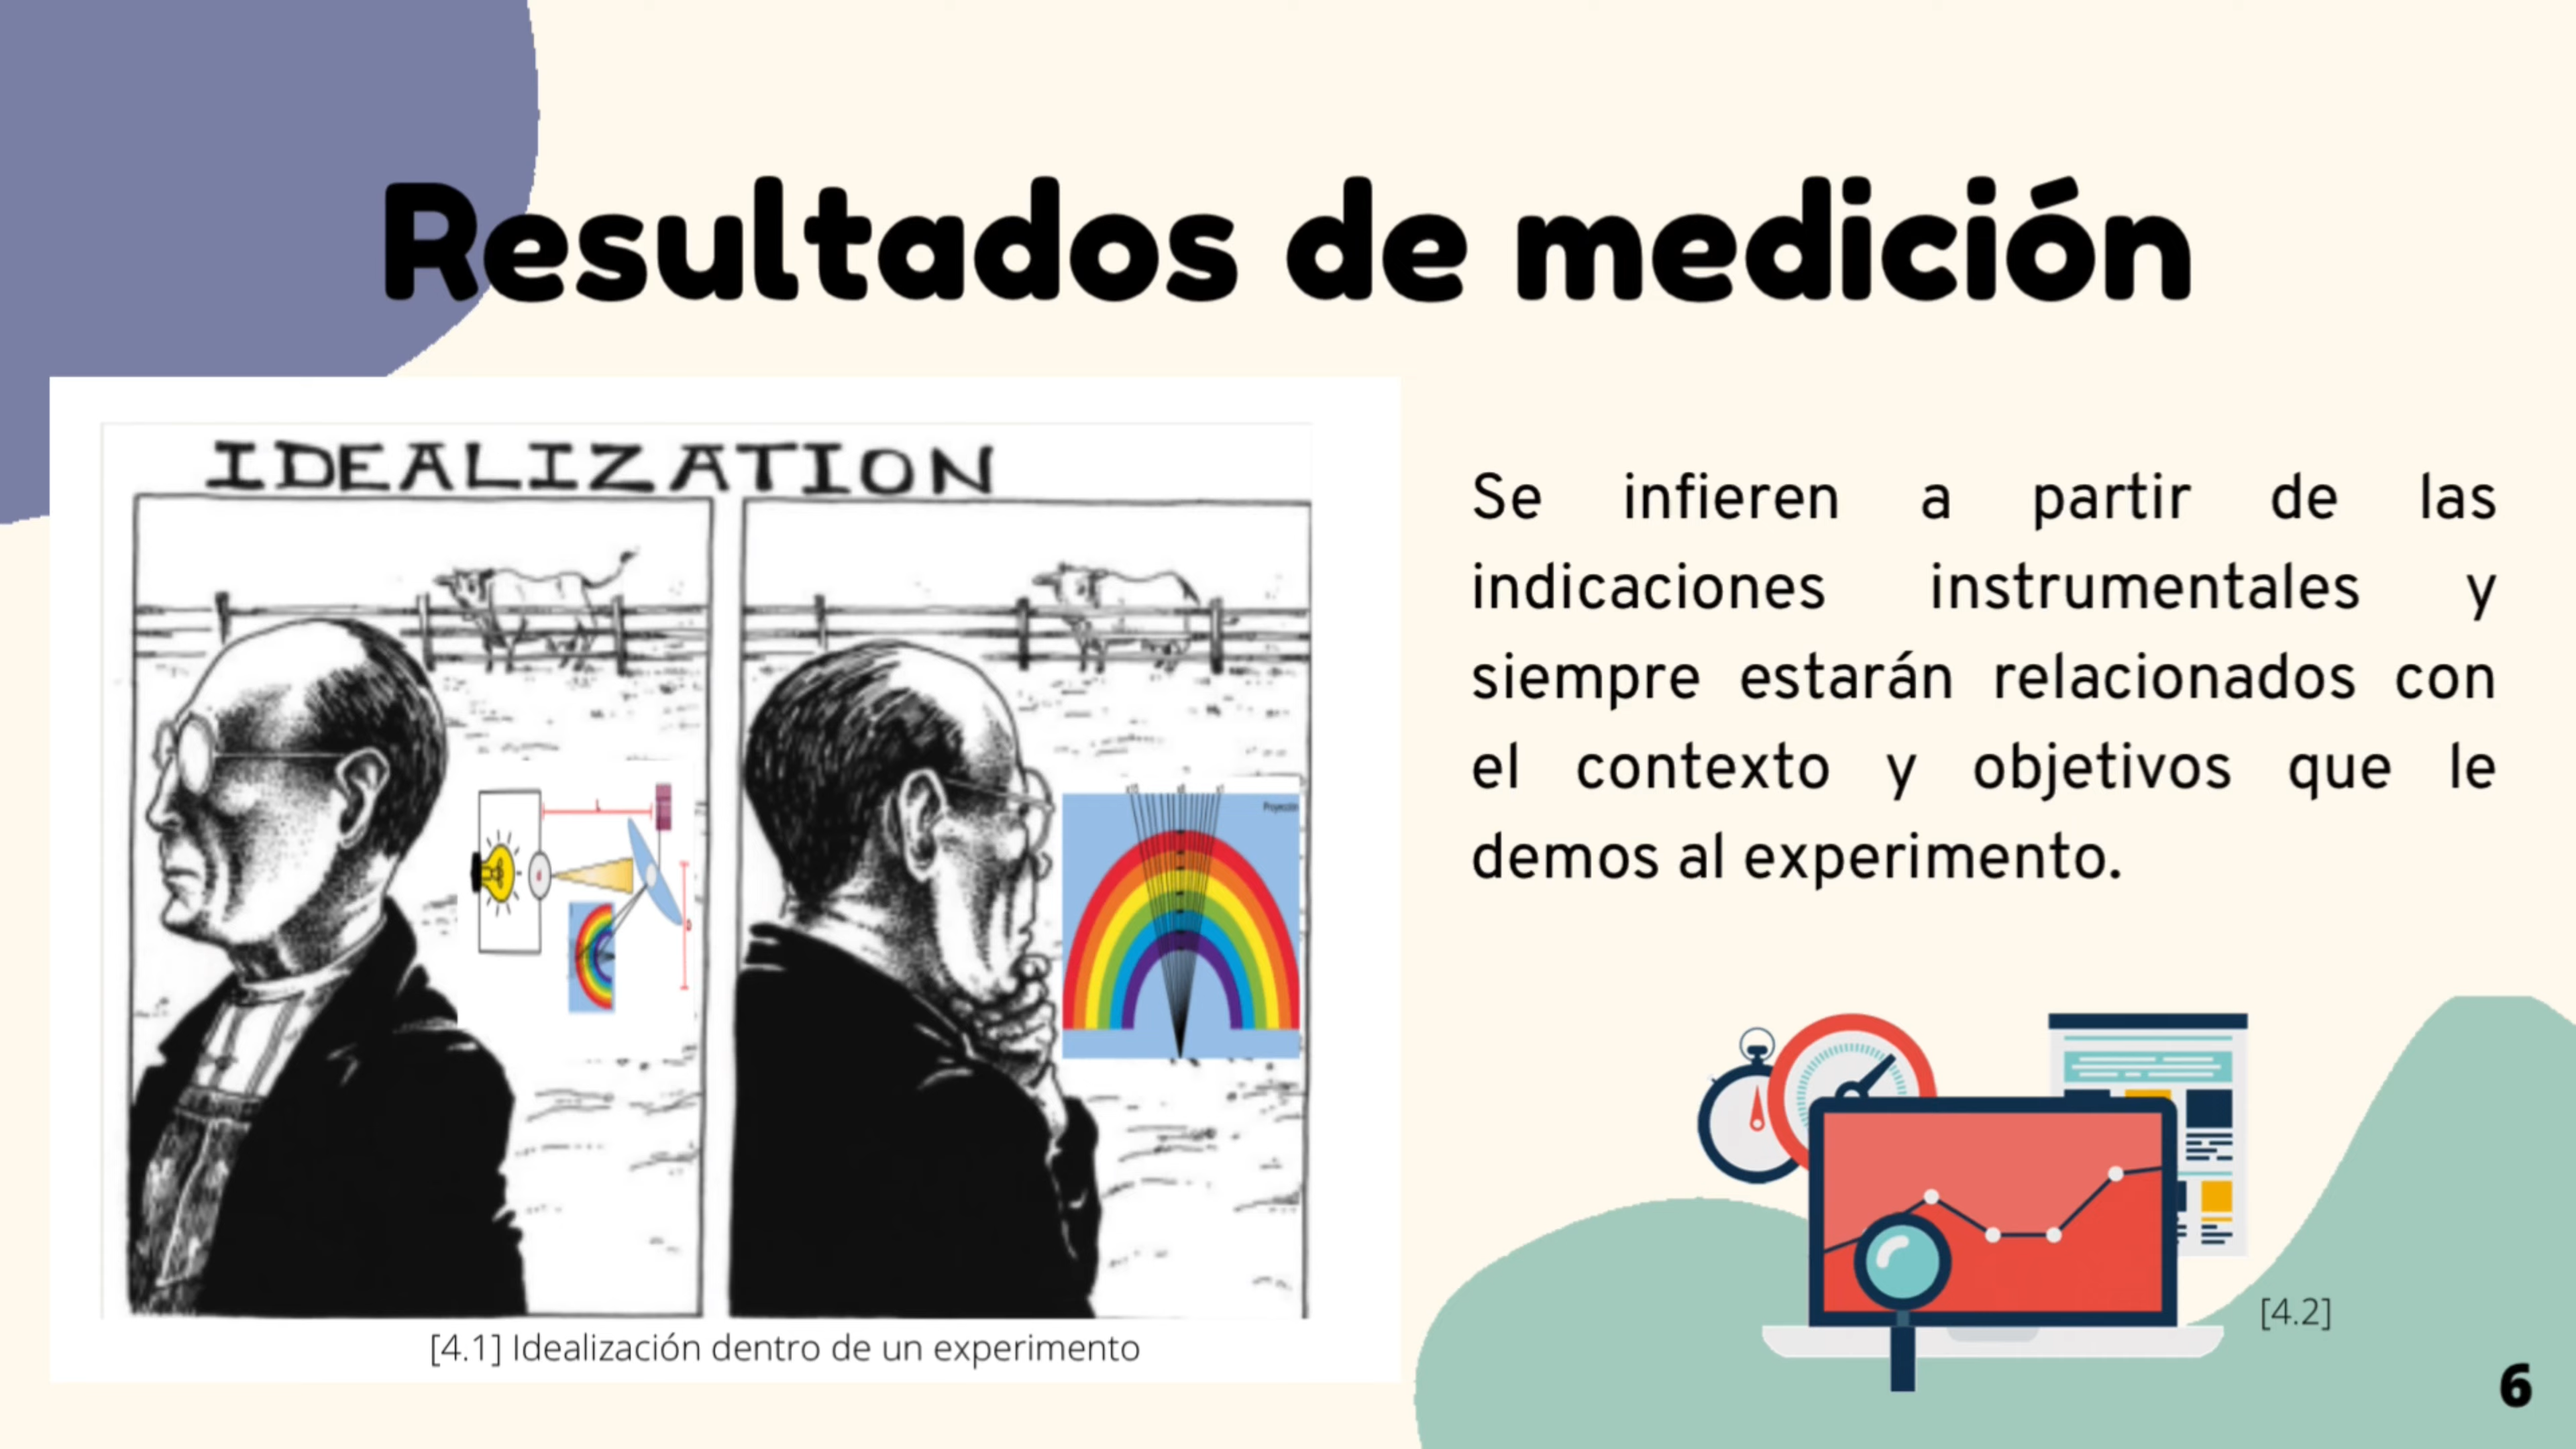 Resultados de medición
IDEALIZATION
L
Proyección
[4.1] Idealización dentro de un experimento
Se infieren a partir de las
indicaciones instrumentales y
siempre estarán relacionados con
el contexto y objetivos que le
demos al experimento.
[4.2]
6